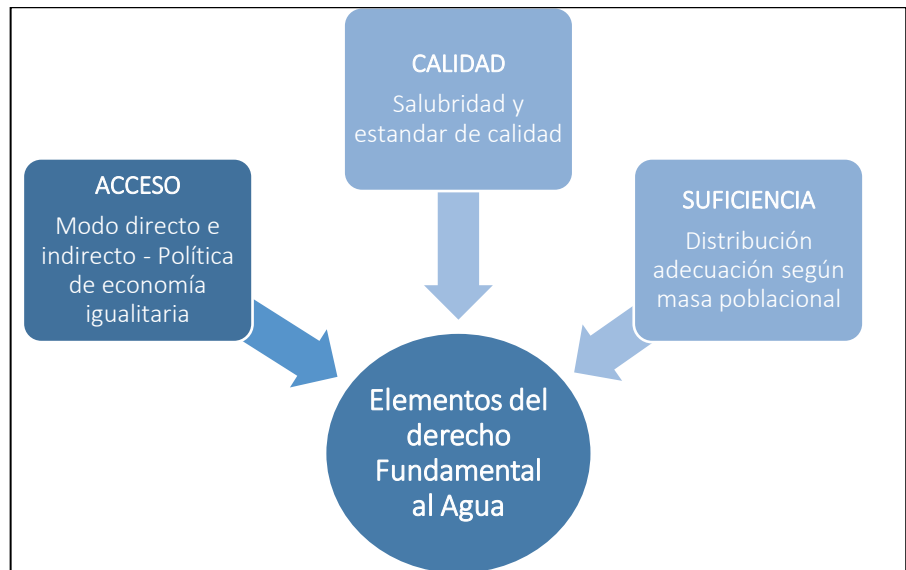 CALIDAD
Salubridad y
estandar de calidad
ACCESO
Modo directo e
indirecto - Política
de economía
igualitaria
SUFICIENCIA
Distribución
adecuación según
masa poblacional
Elementos del
derecho
Fundamental
al Agua